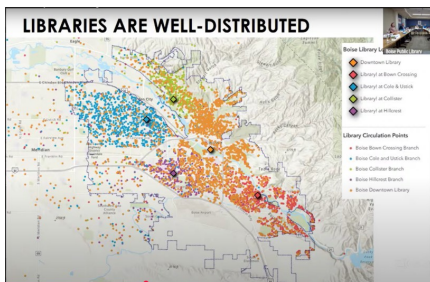 LIBRARIES ARE WELL-DISTRIBUTED
Boise Public Library
Boise Library Lo
Downtown Library
Library! at Bown Crossing
Library! at Cole & Ustick
Library! at Collister
Library! at Hillcrest
Library Circulation Points
Boise Bown Crossing Branch
Boise Cole and Ustick Branch
Boise Collister Branch
Boise Hillcrest Branch
Boise Downtown Library
Meridian